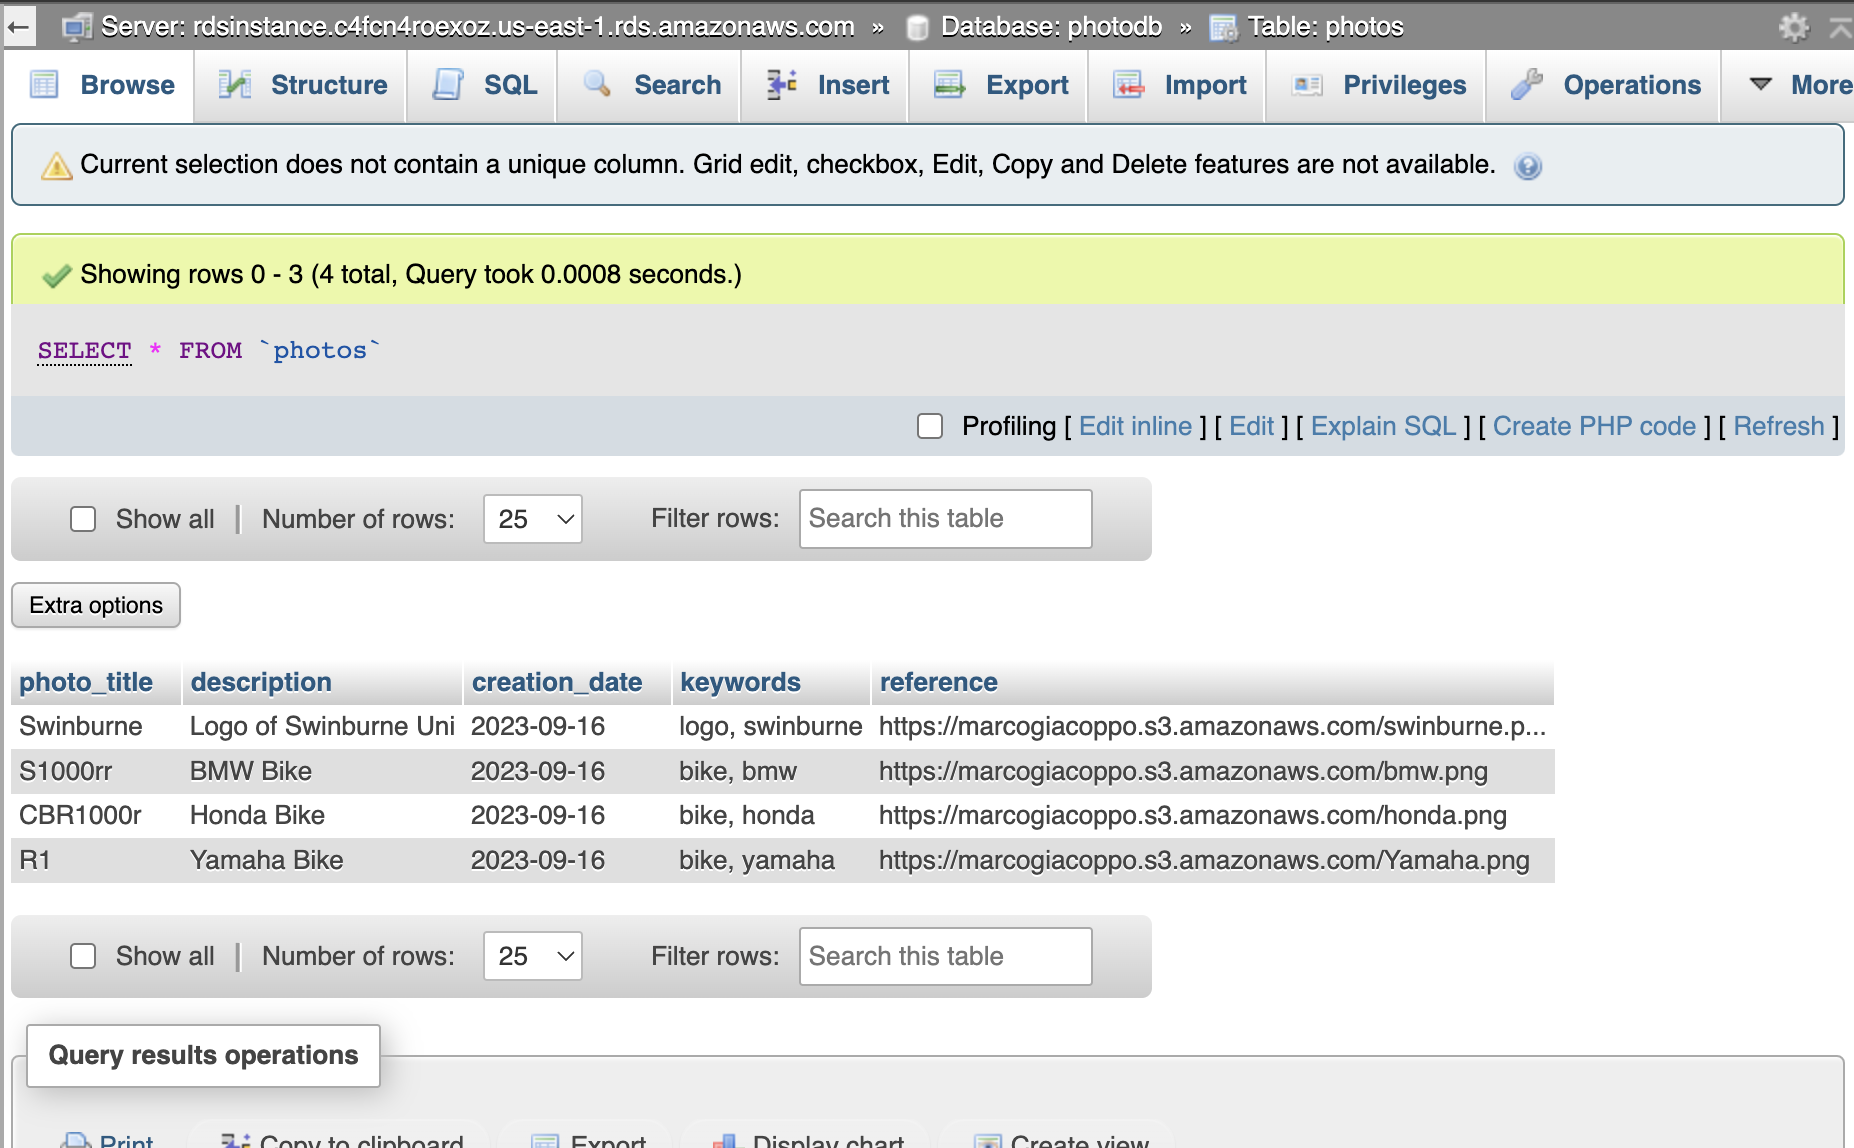 Server: rdsinstance.c4fcn4roexoz.us-east-1.rds.amazonaws.com » Database: photodb » Table: photos
Browse Structure SQL Search Insert Export Import Privileges Operations More
Current selection does not contain a unique column. Grid edit, checkbox, Edit, Copy and Delete features are not available.
Showing rows 0 - 3 (4 total, Query took 0.0008 seconds.)
SELECT * FROM `photos`
Profiling [ Edit inline ] [ Edit ] [ Explain SQL ] [ Create PHP code ] [ Refresh ]
Show all | Number of rows: 25 Filter rows: Search this table
Extra options
photo_title description creation_date keywords reference
Swinburne Logo of Swinburne Uni 2023-09-16 logo, swinburne https://marcogiacoppo.s3.amazonaws.com/swinburne.p...
S1000rr BMW Bike 2023-09-16 bike, bmw https://marcogiacoppo.s3.amazonaws.com/bmw.png
CBR1000r Honda Bike 2023-09-16 bike, honda https://marcogiacoppo.s3.amazonaws.com/honda.png
R1 Yamaha Bike 2023-09-16 bike, yamaha https://marcogiacoppo.s3.amazonaws.com/Yamaha.png
Show all | Number of rows: 25 Filter rows: Search this table
Query results operations
Print Copy to clipboard Export Display chart Create view